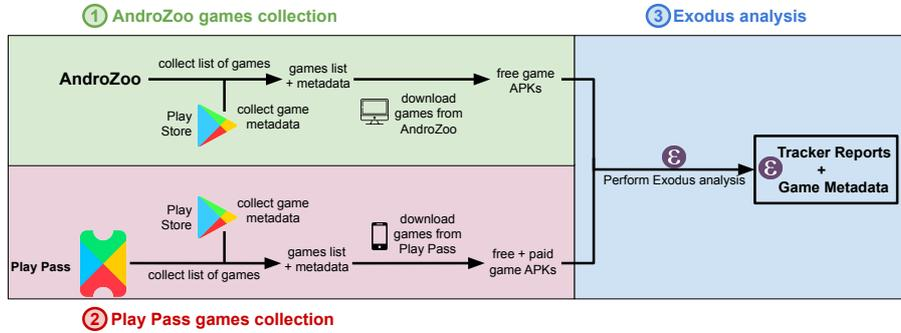 1 AndroZoo games collection
3 Exodus analysis
AndroZoo
collect list of games
games list
+ metadata
free game
APKs
Play
Store
collect game
metadata
download
games from
AndroZoo
ε
Perform Exodus analysis
ε Tracker Reports
+
Game Metadata
Play
Store
collect game
metadata
download
games from
Play Pass
Play Pass
collect list of games
games list
+ metadata
free + paid
game APKs
2 Play Pass games collection